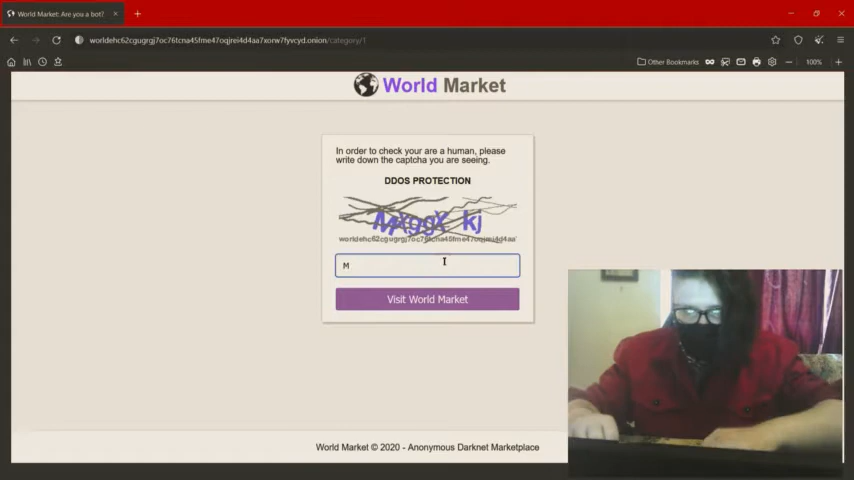 World Market: Are you a bot?
worldehc62cgugrgj7oc76tcna45fme47oqjrei4d4aa7xorw7fyvcyd.onion/category/1
Other Bookmarks
100%
World Market
In order to check your are a human, please
write down the captcha you are seeing.
DDOS PROTECTION
M
Visit World Market
World Market © 2020 - Anonymous Darknet Marketplace